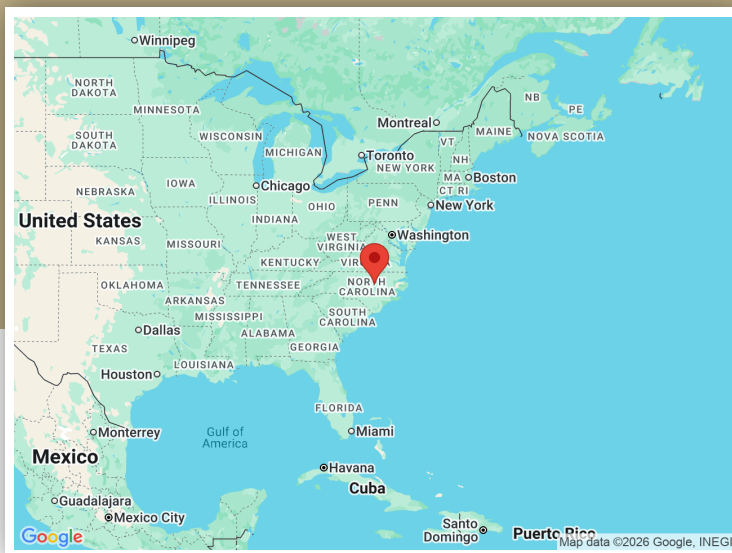 Winnipeg
NORTH
DAKOTA
MINNESOTA
NB
PE
Montreal
MAINE
NOVA SCOTIA
SOUTH
DAKOTA
WISCONSIN
MICHIGAN
Toronto
VT
NH
NEW YORK
MA
Boston
CT RI
NEBRASKA
IOWA
Chicago
ILLINOIS
INDIANA
OHIO
PENN
New York
United States
KANSAS
MISSOURI
WEST
VIRGINIA
Washington
KENTUCKY
OKLAHOMA
ARKANSAS
TENNESSEE
NORTH
CAROLINA
MISSISSIPPI
SOUTH
CAROLINA
Dallas
ALABAMA
TEXAS
GEORGIA
LOUISIANA
Houston
FLORIDA
Monterrey
Gulf of
America
Miami
Mexico
Havana
Cuba
Guadalajara
Mexico City
Santo
Domingo
Puerto Rico
Google
Map data ©2026 Google, INEGI